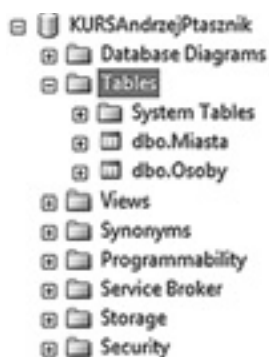 KURSAndrzejPtasznik
Database Diagrams
Tables
System Tables
dbo.Miasta
dbo.Osoby
Views
Synonyms
Programmability
Service Broker
Storage
Security